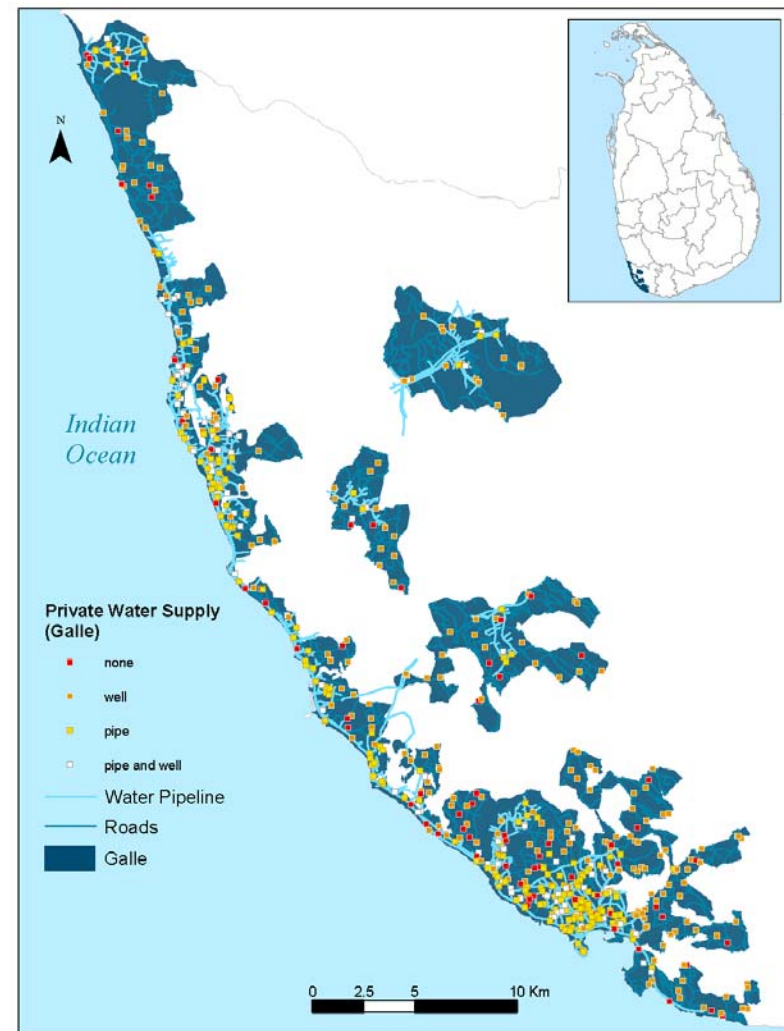 N
Indian
Ocean
Private Water Supply
(Galle)
none
well
pipe
pipe and well
Water Pipeline
Roads
Galle
0 2.5 5 10 Km